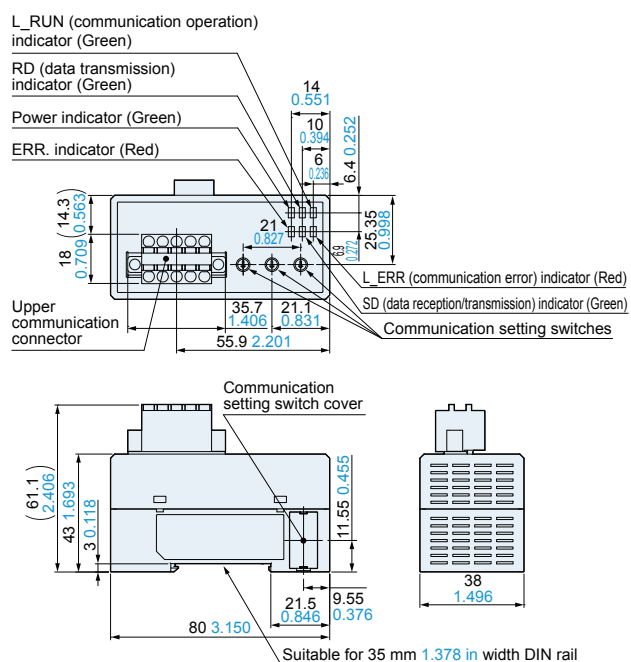 L_RUN (communication operation)
indicator (Green)
RD (data transmission)
indicator (Green)
Power indicator (Green)
ERR. indicator (Red)
14
0.551
10
0.394
6
0.236
6.4 0.252
(14.3)
0.563
18
0.709
21
0.827
6.9
0.272
25.35
0.998
L_ERR (communication error) indicator (Red)
SD (data reception/transmission) indicator (Green)
Communication setting switches
Upper
communication
connector
35.7
1.406
21.1
0.831
55.9 2.201
Communication
setting switch cover
(61.1)
2.406
43 1.693
3 0.118
11.55 0.455
9.55
0.376
21.5
0.846
80 3.150
38
1.496
Suitable for 35 mm 1.378 in width DIN rail